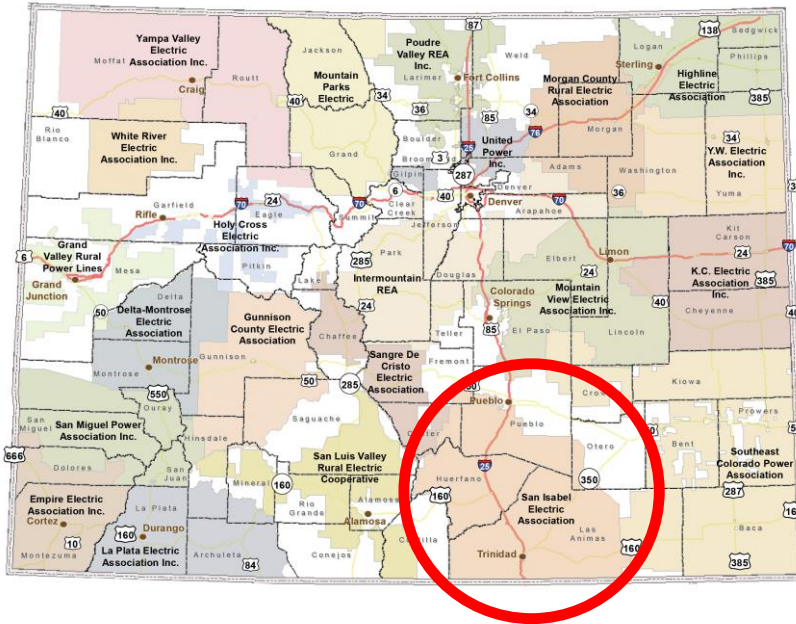 Yampa Valley
Electric
Association Inc.
Moffat
Craig
Routt
40
Jackson
Mountain
Parks
Electric
Grand
40
34
Poudre
Valley REA
Inc.
Larimer
Fort Collins
87
Weld
36
85
34
Morgan County
Rural Electric
Association
Morgan
76
Logan
Sterling
138
Sedgwick
Phillips
Highline
Electric
Association
385
Rio
Blanco
White River
Electric
Association Inc.
Boulder
3
25
United
Power
Inc.
Gilpin
287
Adams
Washington
34
Y.W. Electric
Association
Inc.
Yuma
36
Garfield
Rifle
70
24
Eagle
Holy Cross
Electric
Association Inc.
Pitkin
70
Summit
6
Clear
Creek
40
Denver
Denver
Jefferson
Arapahoe
70
6
Grand
Valley Rural
Power Lines
Mesa
Grand
Junction
50
285
Park
Intermountain
REA
24
Lake
Chaffee
Douglas
Elbert
Limon
24
Mountain
View Electric
Association Inc.
Lincoln
40
Kit
Carson
24
70
K.C. Electric
Association
Inc.
385
Cheyenne
40
Delta
Delta-Montrose
Electric
Association
Montrose
Montrose
Gunnison
County Electric
Association
Gunnison
50
285
Colorado
Springs
85
El Paso
Teller
Fremont
Sangre De
Cristo
Electric
Association
Kiowa
550
Ouray
San
Miguel
San Miguel Power
Association Inc.
Hinsdale
Saguache
Pueblo
Pueblo
Otero
Bent
Prowers
666
Dolores
San
Juan
Mineral
160
San Luis Valley
Rural Electric
Cooperative
Rio
Grande
Alamosa
Alamosa
160
Huerfano
25
San Isabel
Electric
Association
350
Southeast
Colorado Power
Association
287
Empire Electric
Association Inc.
Cortez
10
Montezuma
La Plata
160
Durango
La Plata Electric
Association Inc.
Archuleta
84
Conejos
Trinidad
Las
Animas
160
Baca
385